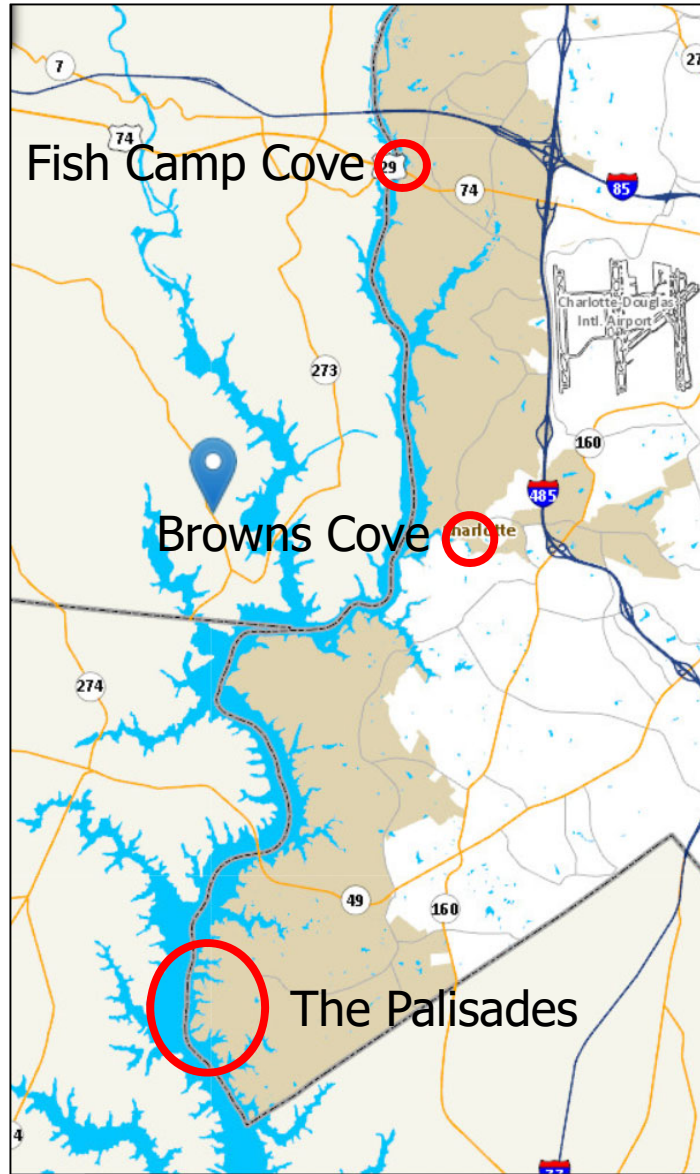 7
27
74
Fish Camp Cove
29
74
85
Charlotte-Douglas
Intl. Airport
273
160
485
Browns Cove
harlotte
274
49
160
The Palisades
4
77